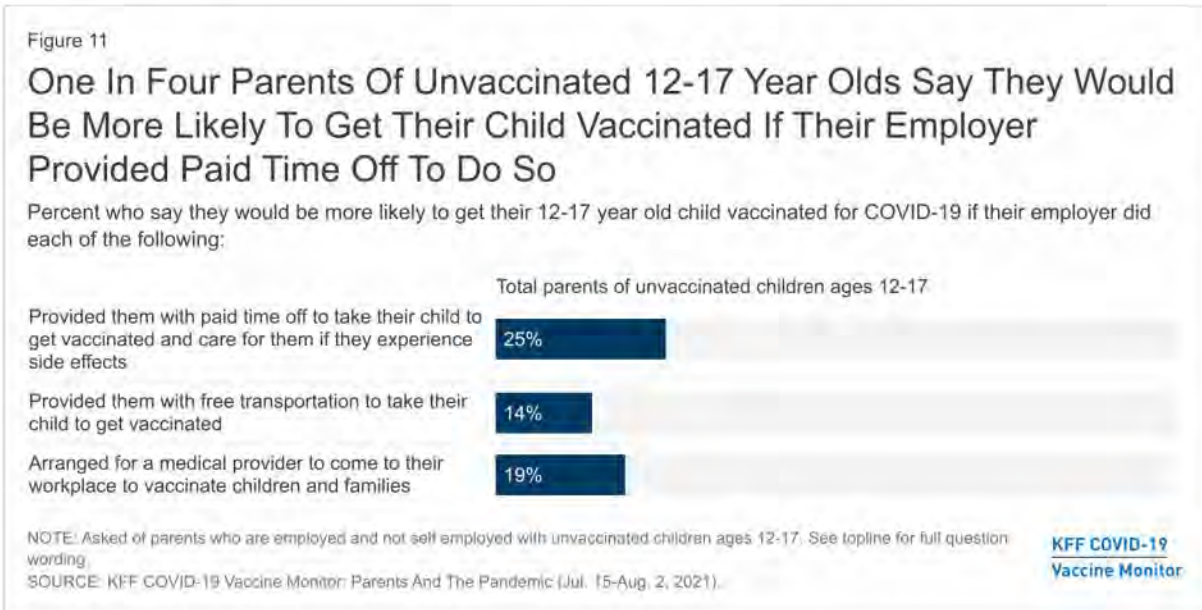 Figure 11
One In Four Parents Of Unvaccinated 12-17 Year Olds Say They Would
Be More Likely To Get Their Child Vaccinated If Their Employer
Provided Paid Time Off To Do So
Percent who say they would be more likely to get their 12-17 year old child vaccinated for COVID-19 if their employer did
each of the following:
Total parents of unvaccinated children ages 12-17
Provided them with paid time off to take their child to
get vaccinated and care for them if they experience
side effects
25%
Provided them with free transportation to take their
child to get vaccinated
14%
Arranged for a medical provider to come to their
workplace to vaccinate children and families
19%
NOTE: Asked of parents who are employed and not self employed with unvaccinated children ages 12-17. See topline for full question
wording.
SOURCE: KFF COVID-19 Vaccine Monitor: Parents And The Pandemic (Jul. 15-Aug. 2, 2021).
KFF COVID-19
Vaccine Monitor